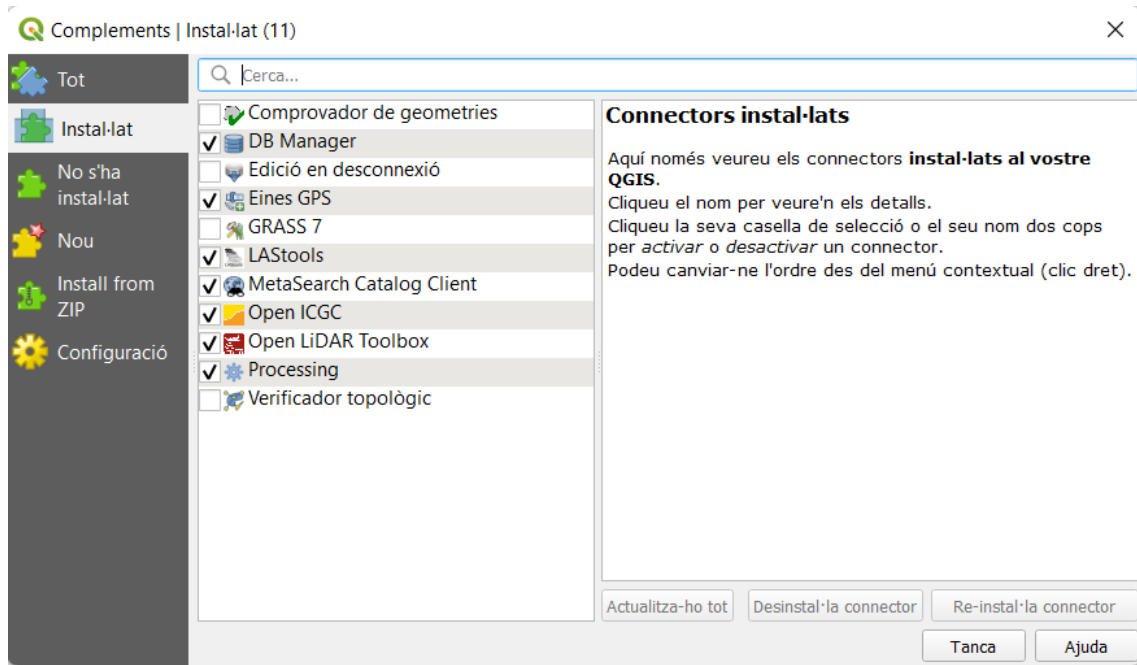 Complements | Instal·lat (11)
Tot
Instal·lat
No s'ha
instal·lat
Nou
Install from
ZIP
Configuració
Cerca...
Comprovador de geometries
DB Manager
Edició en desconnexió
Eines GPS
GRASS 7
LAStools
MetaSearch Catalog Client
Open ICGC
Open LiDAR Toolbox
Processing
Verificador topològic
Connectors instal·lats
Aquí només veureu els connectors instal·lats al vostre
QGIS.
Cliqueu el nom per veure'n els detalls.
Cliqueu la seva casella de selecció o el seu nom dos cops
per activar o desactivar un connector.
Podeu canviar-ne l'ordre des del menú contextual (clic dret).
Actualitza-ho tot
Desinstal·la connector
Re-instal·la connector
Tanca
Ajuda